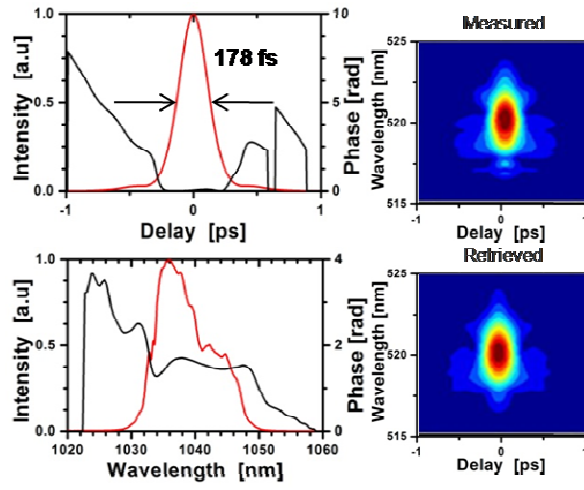 Intensity [a.u]
1.0
0.5
0.0
178 fs
10
5
0
Phase [rad]
-1
0
1
Delay [ps]
Measured
Wavelength [nm]
525
520
515
-1
0
1
Delay [ps]
Intensity [a.u]
1.0
0.5
0.0
4
2
0
Phase [rad]
1020
1030
1040
1050
1060
Wavelength [nm]
Retrieved
Wavelength [nm]
525
520
515
-1
0
1
Delay [ps]